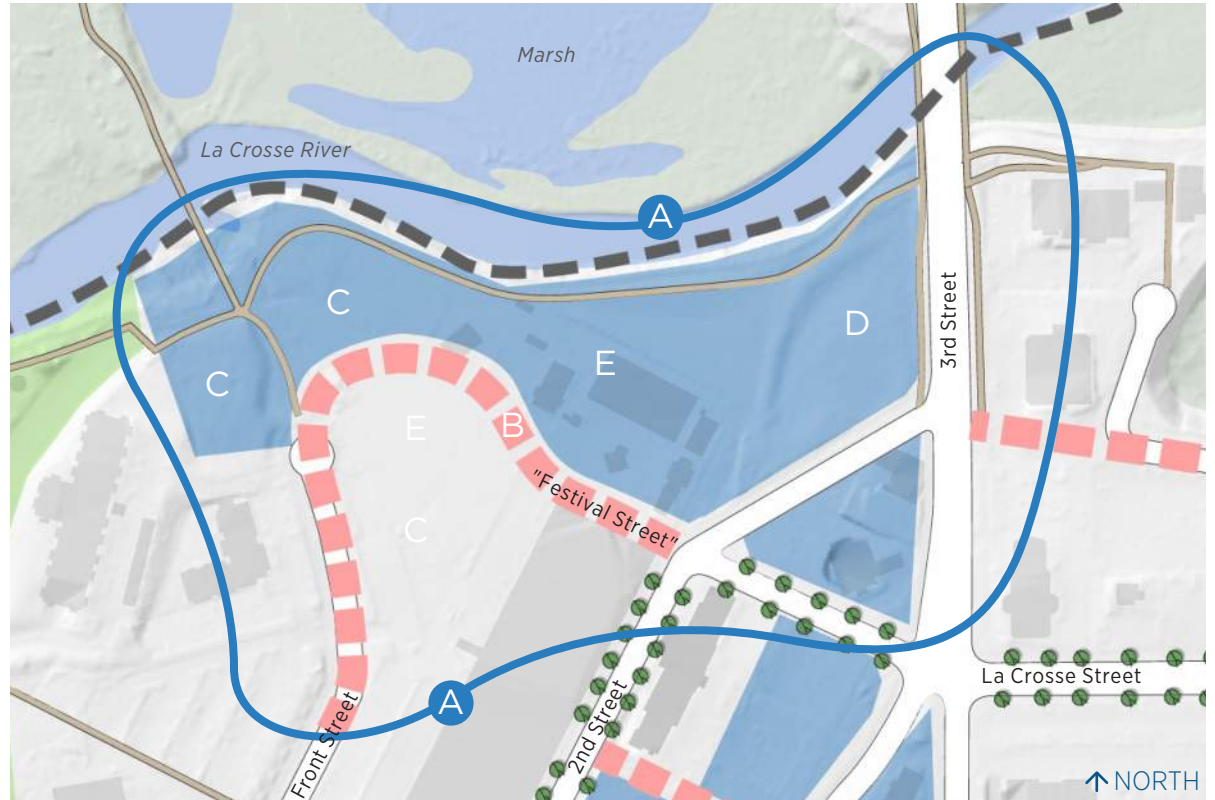 Marsh
La Crosse River
A
C
D
3rd Street
E
C
E
B
"Festival Street"
C
La Crosse Street
A
2nd Street
Front Street
NORTH